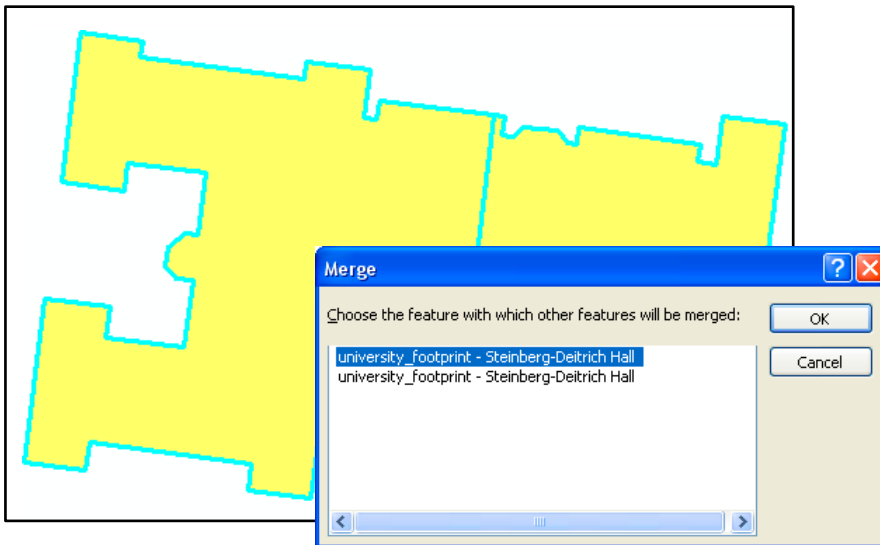 Merge
Choose the feature with which other features will be merged:
OK
university_footprint - Steinberg-Deitrich Hall
Cancel
university_footprint - Steinberg-Deitrich Hall